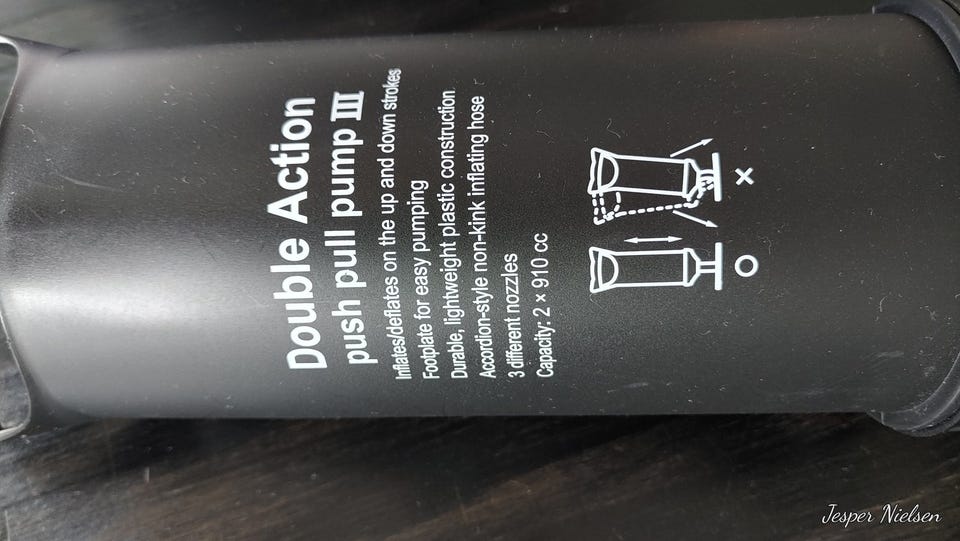 Double Action
push pull pump III
Inflates/deflates on the up and down strokes
Footplate for easy pumping
Durable, lightweight plastic construction
Accordion-style non-kink inflating hose
3 different nozzles
Capacity: 2 × 910 cc
Jesper Nielsen